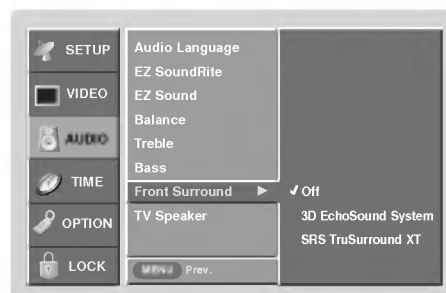 SETUP
VIDEO
AUDIO
TIME
OPTION
LOCK
Audio Language
EZ SoundRite
EZ Sound
Balance
Treble
Bass
Front Surround
TV Speaker
MENU Prev.
Off
3D EchoSound System
SRS TruSurround XT